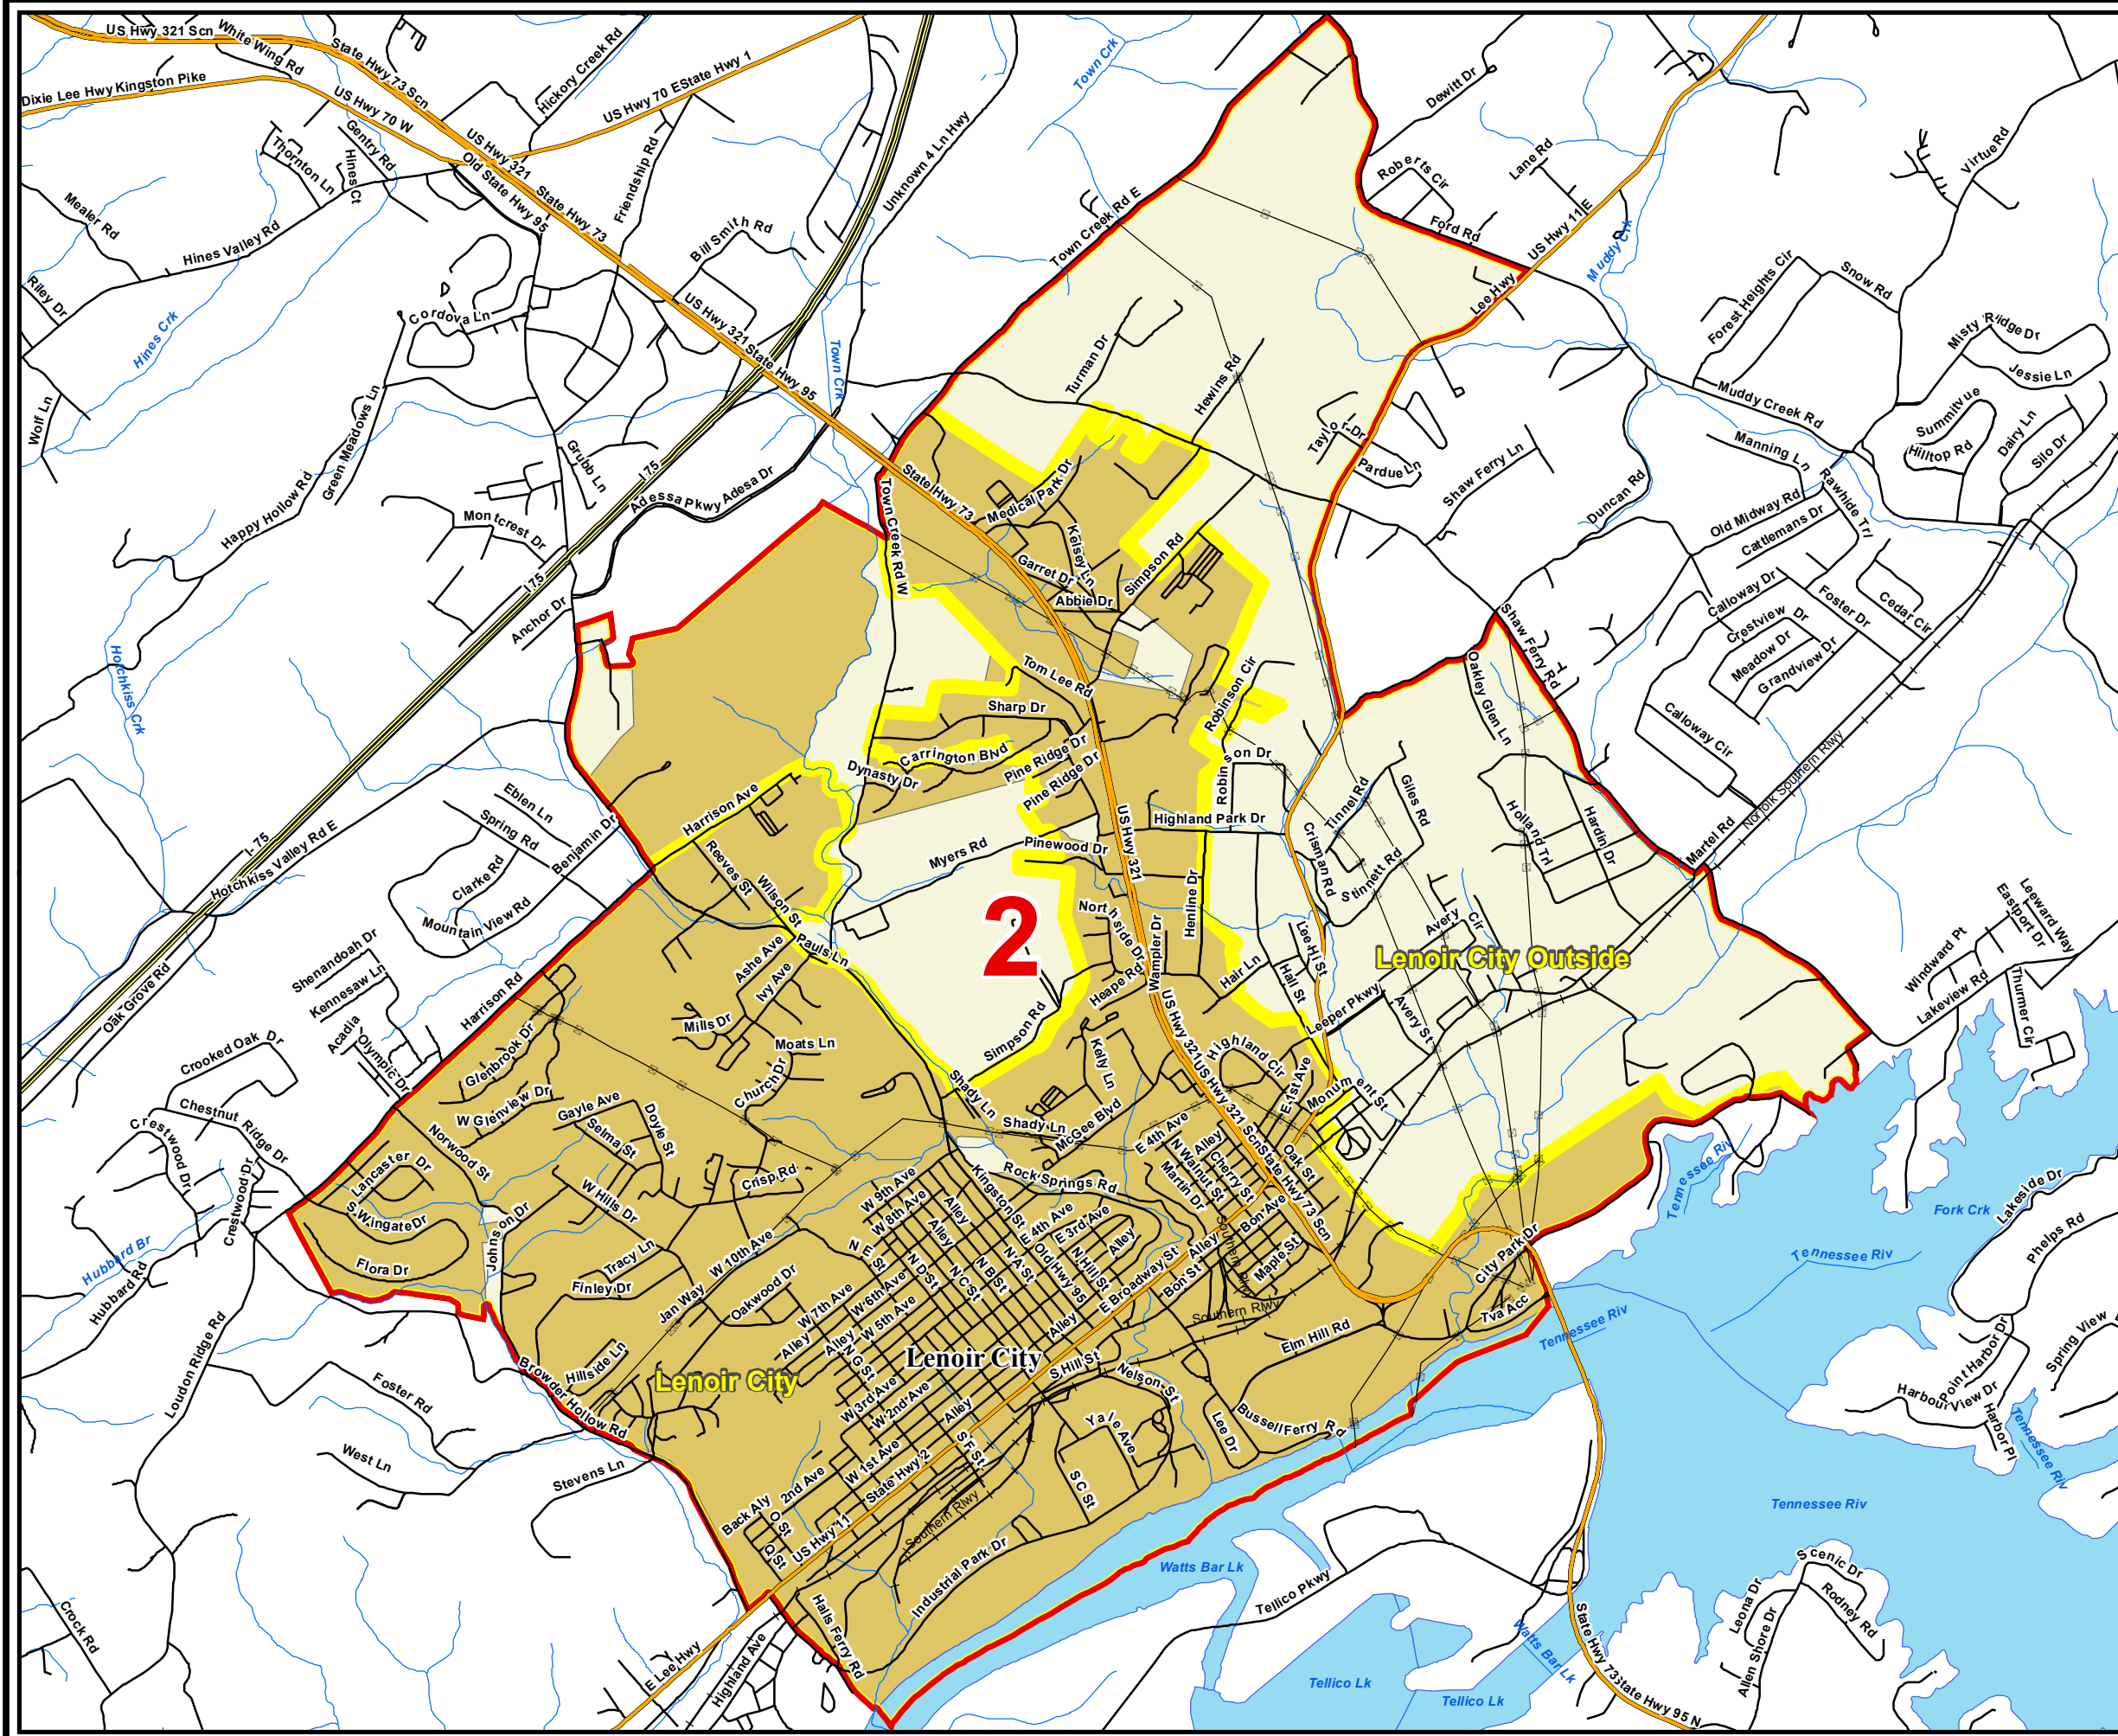 US Hwy 321 Scn
White Wing Rd
State Hwy 73 Scn
Dixie Lee Hwy Kingston Pike
US Hwy 70 W
Hickory Creek Rd
US Hwy 70 E State Hwy 1
Gentry Rd
Thornton Ln
Hines Ct
US Hwy 321
Old State Hwy 95
State Hwy 73
Friendship Rd
Bill Smith Rd
Unknown 4 Ln Hwy
Town Crk
Dewitt Dr
Roberts Cir
Lane Rd
Ford Rd
US Hwy 11 E
Muddy Crk
Virtue Rd
Mealer Rd
Hines Valley Rd
Riley Dr
Hines Crk
Cordova Ln
Town Creek Rd E
Lee Hwy
Forest Heights Cir
Snow Rd
Misty Ridge Dr
Jessie Ln
US Hwy 321
State Hwy 95
Town Crk
Turman Dr
Hewins Rd
Muddy Creek Rd
Summitvue
Hilltop Rd
Dairy Ln
Silo Dr
Wolf Ln
Green Meadows Ln
Happy Hollow Rd
Grubb Ln
I 75
Adessa Pkwy
Adesa Dr
Montcrest Dr
Taylor Dr
Pardue Ln
Shaw Ferry Ln
Duncan Rd
Manning Ln
Rawhide Trl
Old Midway Rd
Cattlemans Dr
State Hwy 73
Medical Park Dr
Town Creek Rd W
Kelsey Ln
Garret Dr
Abbie Dr
Simpson Rd
I 75
Anchor Dr
Hotchkiss Crk
Calloway Dr
Foster Dr
Cedar Cir
Crestview Dr
Meadow Dr
Grandview Dr
Shaw Ferry Rd
Oakley Glen Ln
Calloway Cir
Norfolk Southern Rlwy
Tom Lee Rd
Sharp Dr
Robinson Cir
Carrington Blvd
Pine Ridge Dr
Pine Ridge Dr
Dynasty Dr
Robinson Dr
Tinnel Rd
Giles Rd
Holland Trl
Hardin Dr
Martel Rd
Harrison Ave
Eblen Ln
Spring Rd
Benjamin Dr
I- 75
Hotchkiss Valley Rd E
Clarke Rd
Mountain View Rd
Reeves St
Wilson St
Myers Rd
Pinewood Dr
US Hwy 321
Highland Park Dr
Crisman Rd
Stinnett Rd
Henline Dr
2
Northside Dr
Wampler Dr
Avery Cir
Lenoir City Outside
Lee Hi St
Hall St
Hair Ln
Leeper Pkwy
Avery St
Heape Rd
Pauls Ln
Ashe Ave
Ivy Ave
Mills Dr
Moats Ln
Church Dr
Simpson Rd
Shady Ln
Shenandoah Dr
Kennesaw Ln
Acadia
Olympic Dr
Harrison Rd
Oak Grove Rd
Windward Pt
Eastport Dr
Leeward Way
Lakeview Rd
Thurmer Cir
Crooked Oak Dr
Chestnut Ridge Dr
Crestwood Dr
Crestwood Dr
Glenbrook Dr
W Glenview Dr
Gayle Ave
Selma St
Doyle St
Norwood St
Lancaster Dr
S Wingate Dr
Flora Dr
Johnson Dr
W Hills Dr
Crisp Rd
Tracy Ln
Finley Dr
Hubbard Br
Hubbard Rd
Loudon Ridge Rd
Kelly Ln
Shady Ln
McGee Blvd
Rock Springs Rd
US Hwy 321
US Hwy 321 Scn
State Hwy 73 Scn
Highland Cir
E 1st Ave
Monument St
E 4th Ave
Alley
N Walnut St
Cherry St
Martin Dr
Oak St
Bon Ave
Maple St
Southern Rlwy
Kingston St
E 4th Ave
E 3rd Ave
Alley
N Hill St
Old Hwy 95
N A St
N B St
N C St
N D St
N E St
W 9th Ave
W 8th Ave
Alley
Alley
W 10th Ave
Jan Way
Oakwood Dr
W 7th Ave
W 6th Ave
W 5th Ave
Alley
Alley
N G St
W 3rd Ave
W 2nd Ave
Alley
Alley
E Broadway St
Bon St
Alley
Southern Rlwy
Elm Hill Rd
City Park Dr
Tva Acc
Tennessee Riv
Tennessee Riv
Tennessee Riv
Fork Crk
Lakeside Dr
Phelps Rd
Point Harbor Dr
Harbour View Dr
Harbor Pl
Spring View
Tennessee Riv
Tennessee Riv
Lenoir City
Lenoir City
Hillside Ln
Browder Hollow Rd
Foster Rd
West Ln
Stevens Ln
S Hill St
Nelson St
Lee Dr
Bussell Ferry Rd
Yale Ave
S C St
S F St
W 1st Ave
2nd Ave
Back Aly
O St
Q St
State Hwy 2
US Hwy 11
Southern Rlwy
Industrial Park Dr
Halls Ferry Rd
Highland Ave
E Lee Hwy
Crock Rd
Watts Bar Lk
Tellico Pkwy
Tellico Lk
Tellico Lk
Watts Bar Lk
State Hwy 73
State Hwy 95 N
Scenic Dr
Leona Dr
Allen Shore Dr
Rodney Rd